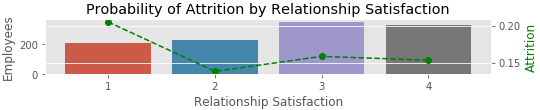 Probability of Attrition by Relationship Satisfaction
Employees
200
0
0.20
0.15
Attrition
1 2 3 4
Relationship Satisfaction